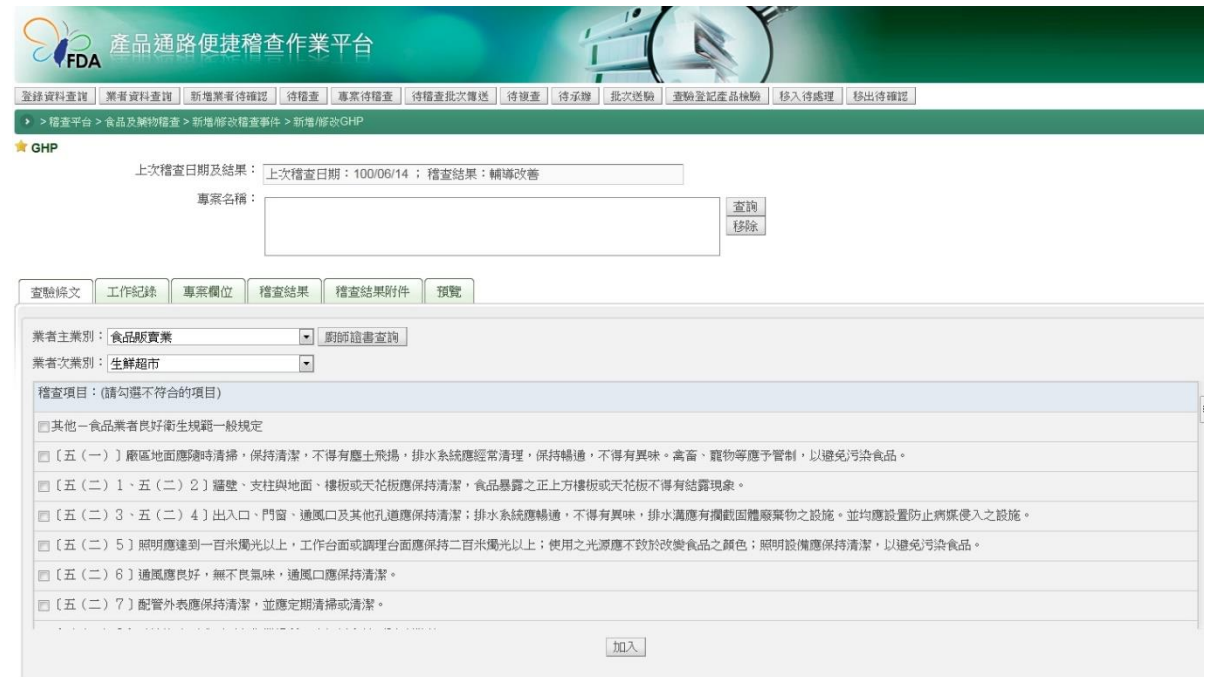 FDA 產品通路便捷稽查作業平台
登錄資料查詢 業者資料查詢 新增業者待確認 待稽查 專案待稽查 待稽查批次傳送 待複查 待承辦 批次送驗 查驗登記產品檢驗 移入待處理 移出待確認
> 稽查平台 > 食品及藥物稽查 > 新增/修改稽查事件 > 新增/修改GHP
GHP
上次稽查日期及結果： 上次稽查日期：100/06/14 ； 稽查結果：輔導改善
專案名稱：
查詢
移除
查驗條文 工作紀錄 專案欄位 稽查結果 稽查結果附件 預覽
業者主業別： 食品販賣業 廚師證書查詢
業者次業別： 生鮮超市
稽查項目：(請勾選不符合的項目)
其他－食品業者良好衛生規範一般規定
〔五（一）〕廠區地面應隨時清掃，保持清潔，不得有塵土飛揚，排水系統應經常清理，保持暢通，不得有異味。禽畜、寵物等應予管制，以避免污染食品。
〔五（二）1、五（二）2〕牆壁、支柱與地面、樓板或天花板應保持清潔，食品暴露之正上方樓板或天花板不得有結露現象。
〔五（二）3、五（二）4〕出入口、門窗、通風口及其他孔道應保持清潔；排水系統應暢通，不得有異味，排水溝應有攔截固體廢棄物之設施。並均應設置防止病媒侵入之設施。
〔五（二）5〕照明應達到一百米燭光以上，工作台面或調理台面應保持二百米燭光以上；使用之光源應不致於改變食品之顏色；照明設備應保持清潔，以避免污染食品。
〔五（二）6〕通風應良好，無不良氣味，通風口應保持清潔。
〔五（二）7〕配管外表應保持清潔，並應定期清掃或清潔。
加入